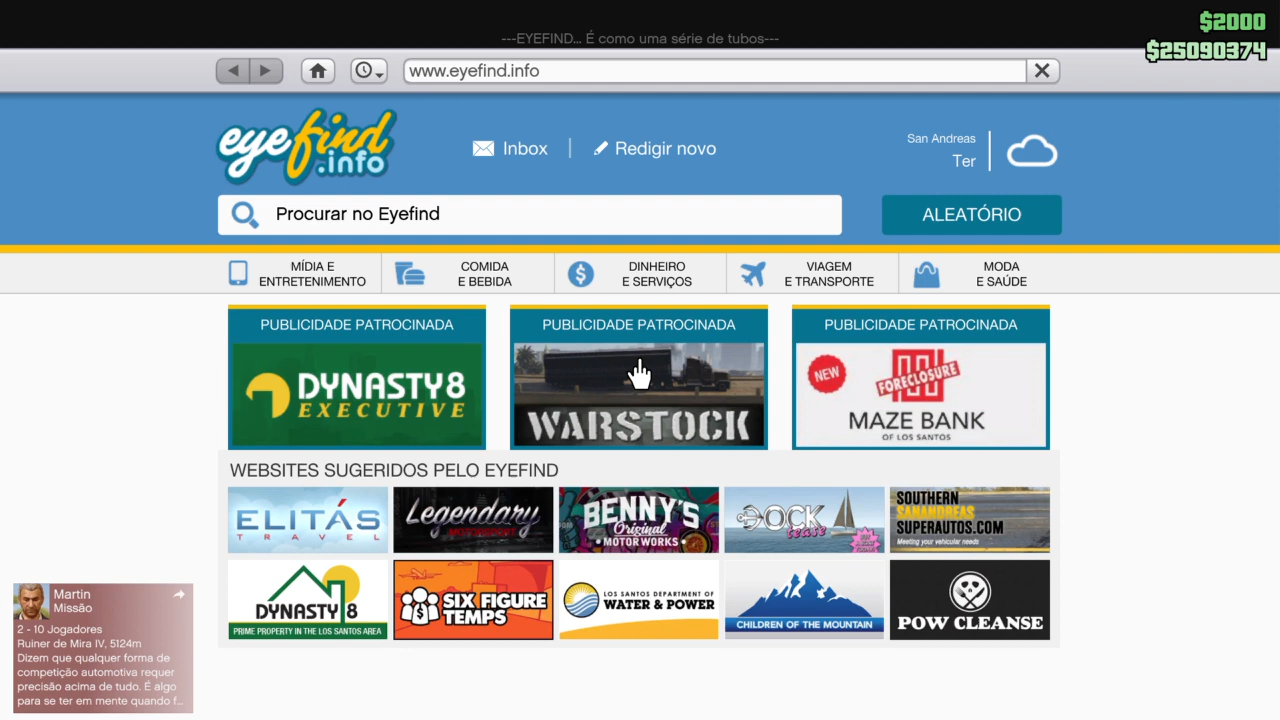 $2000
---EYEFIND... É como uma série de tubos---
$25090374
www.eyefind.info
eyefind
.info
Inbox
Redigir novo
San Andreas
Ter
Procurar no Eyefind
ALEATÓRIO
MÍDIA E
ENTRETENIMENTO
COMIDA
E BEBIDA
DINHEIRO
E SERVIÇOS
VIAGEM
E TRANSPORTE
MODA
E SAÚDE
PUBLICIDADE PATROCINADA
DYNASTY 8
EXECUTIVE
PUBLICIDADE PATROCINADA
WARSTOCK
PUBLICIDADE PATROCINADA
NEW
FORECLOSURE
MAZE BANK
OF LOS SANTOS
WEBSITES SUGERIDOS PELO EYEFIND
ELITÁS
TRAVEL
Legendary
MOTORSPORT
BENNY'S
Original
MOTOR WORKS
DOCK
tease
SOUTHERN
SANANDREAS
SUPERAUTOS.COM
Meeting your vehicular needs
DYNASTY 8
PRIME PROPERTY IN THE LOS SANTOS AREA
SIX FIGURE
TEMPS
LOS SANTOS DEPARTMENT OF
WATER & POWER
CHILDREN OF THE MOUNTAIN
POW CLEANSE
Martin
Missão
2 - 10 Jogadores
Ruiner de Mira IV, 5124m
Dizem que qualquer forma de
competição automotiva requer
precisão acima de tudo. É algo
para se ter em mente quando f...